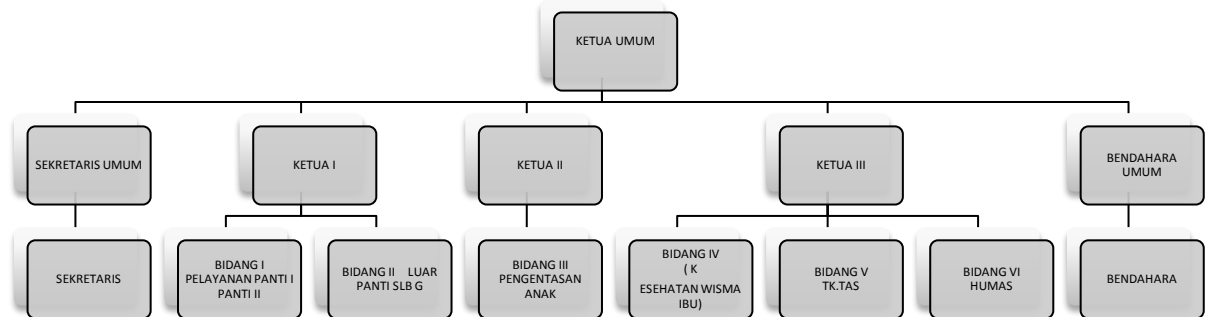 KETUA UMUM
SEKRETARIS UMUM
KETUA I
KETUA II
KETUA III
BENDAHARA
UMUM
SEKRETARIS
BIDANG I
PELAYANAN PANTI I
PANTI II
BIDANG II LUAR
PANTI SLB G
BIDANG III
PENGENTASAN
ANAK
BIDANG IV
( K
ESEHATAN WISMA
IBU)
BIDANG V
TK.TAS
BIDANG VI
HUMAS
BENDAHARA